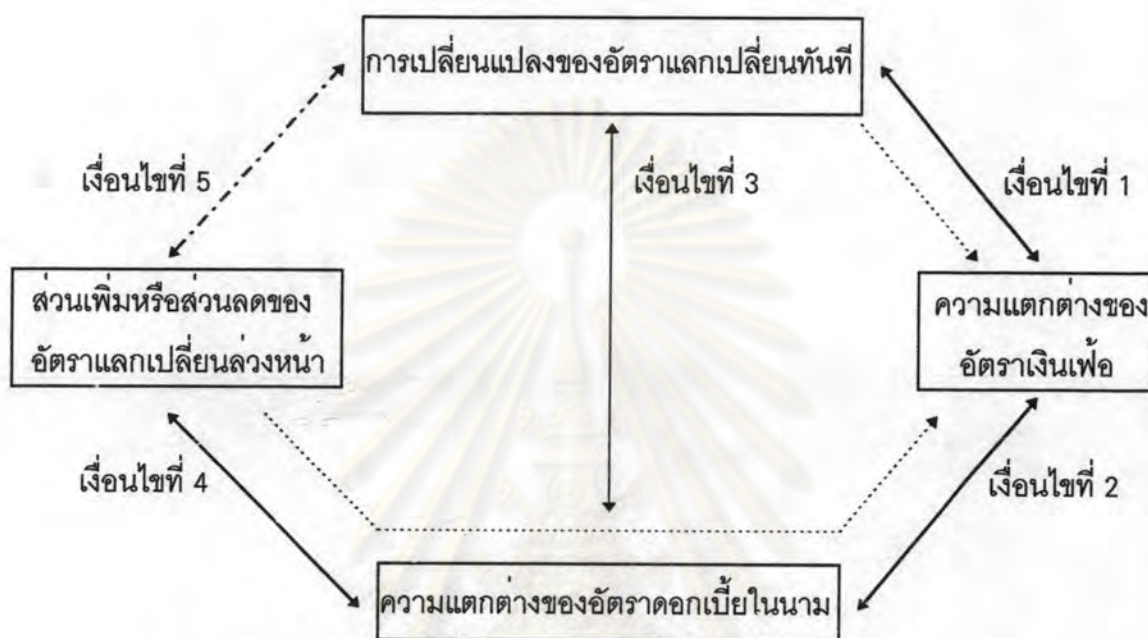 การเปลี่ยนแปลงของอัตราแลกเปลี่ยนทันที
เงื่อนไขที่ 5
เงื่อนไขที่ 3
เงื่อนไขที่ 1
ส่วนเพิ่มหรือส่วนลดของ
อัตราแลกเปลี่ยนล่วงหน้า
ความแตกต่างของ
อัตราเงินเฟ้อ
เงื่อนไขที่ 4
เงื่อนไขที่ 2
ความแตกต่างของอัตราดอกเบี้ยในนาม